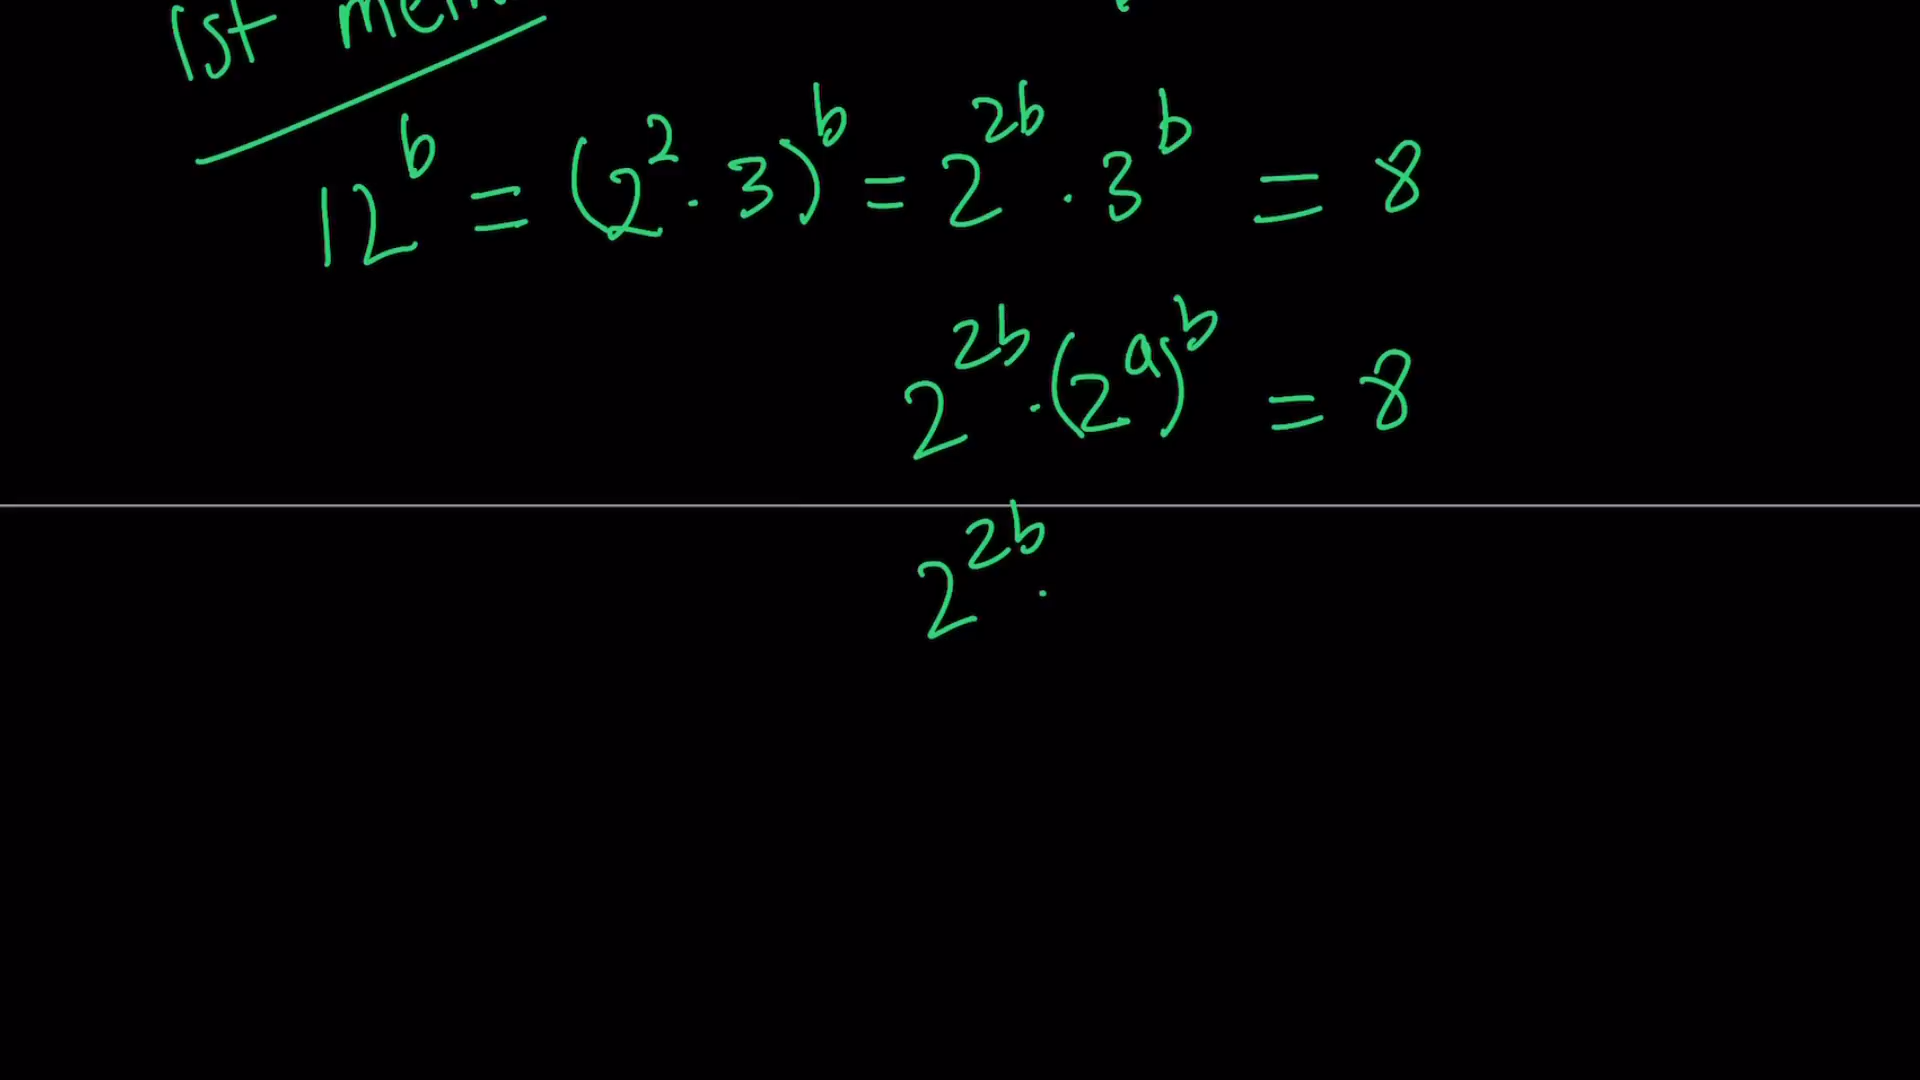 1st
12^b = (2^2 · 3)^b = 2^{2b} · 3^b = 8
2^{2b} · (2^a)^b = 8
2^{2b} ·